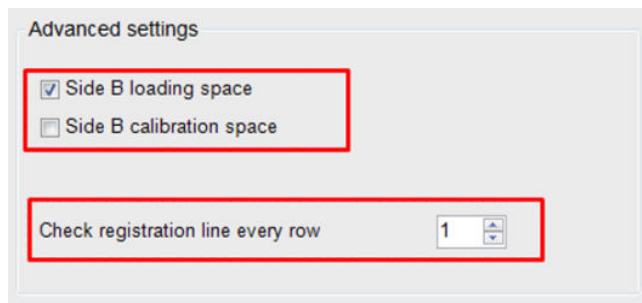 Advanced settings
Side B loading space
Side B calibration space
Check registration line every row 1